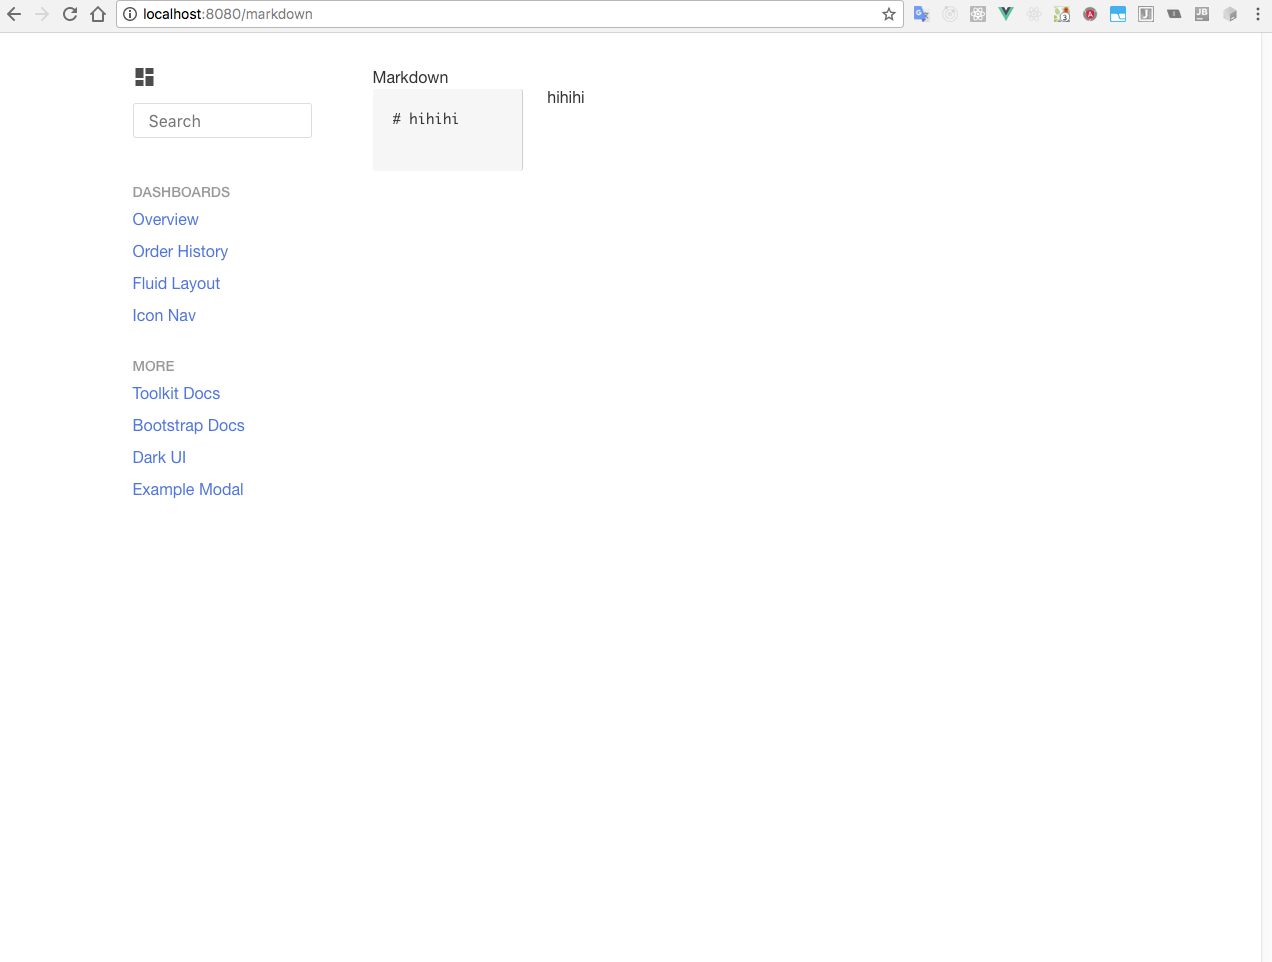 localhost:8080/markdown
Search
DASHBOARDS
Overview
Order History
Fluid Layout
Icon Nav
MORE
Toolkit Docs
Bootstrap Docs
Dark UI
Example Modal
Markdown
# hihihi
hihihi